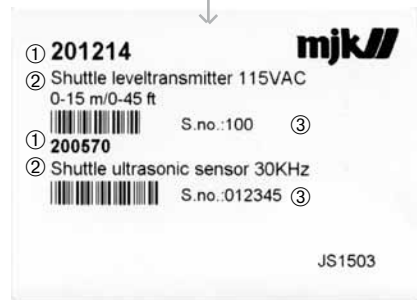 ① 201214 mjk
② Shuttle leveltransmitter 115VAC
0-15 m/0-45 ft
S.no.:100 ③
① 200570
② Shuttle ultrasonic sensor 30KHz
S.no.:012345 ③
JS1503